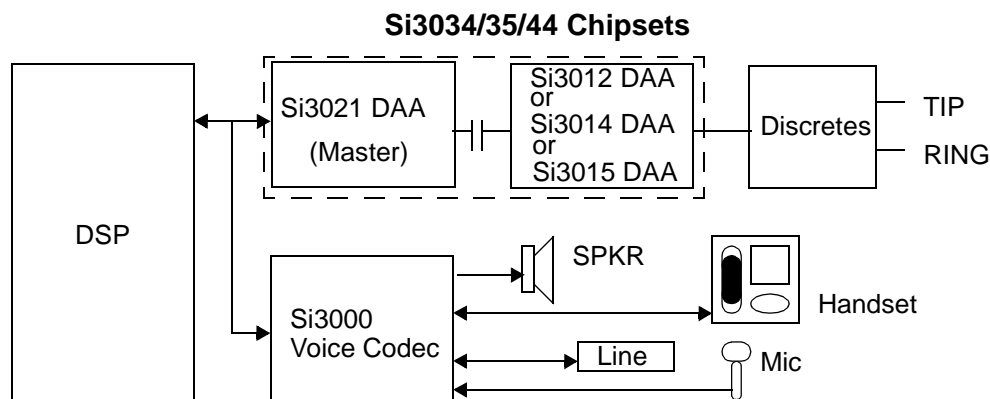 Si3034/35/44 Chipsets
DSP
Si3021 DAA
(Master)
Si3012 DAA
or
Si3014 DAA
or
Si3015 DAA
Discretes
TIP
RING
Si3000
Voice Codec
SPKR
Handset
Line
Mic